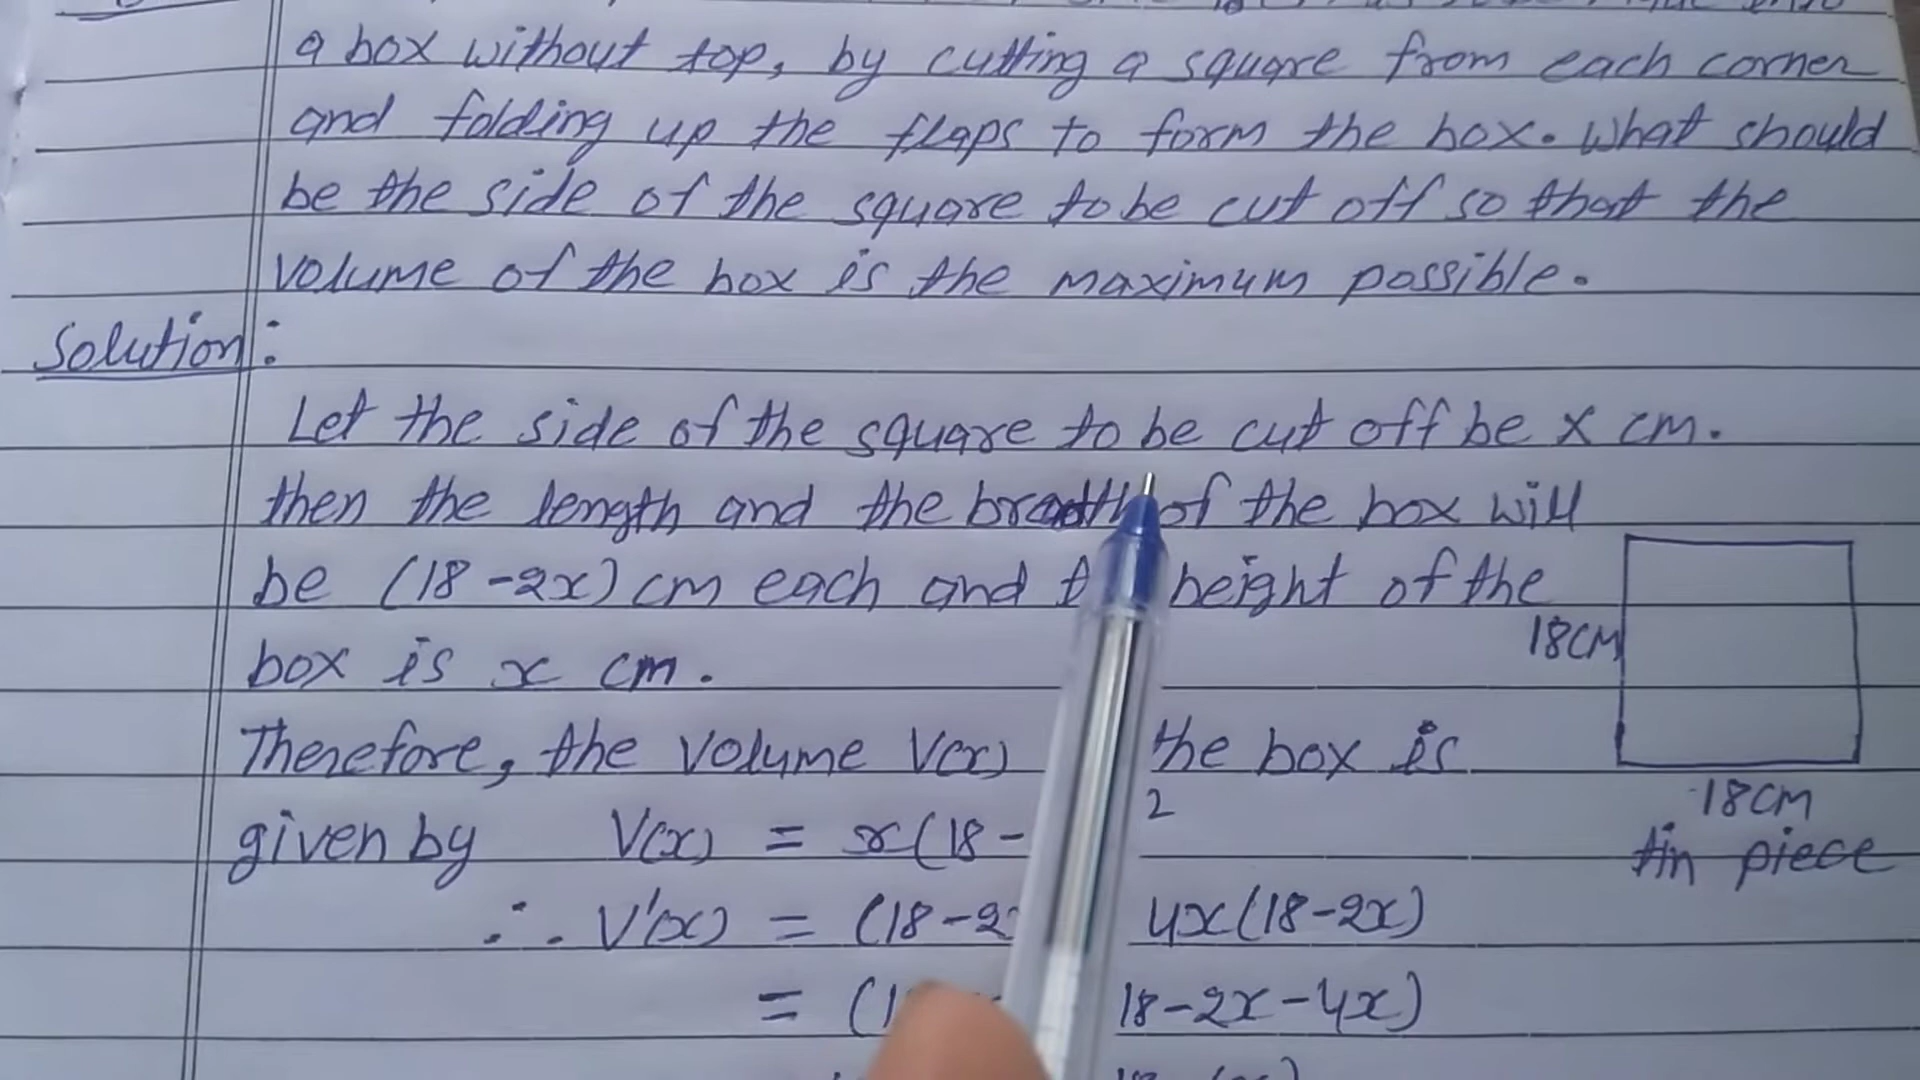 a box without top, by cutting a square from each corner
and folding up the flaps to form the box. What should
be the side of the square to be cut off so that the
volume of the box is the maximum possible.
Solution:
Let the side of the square to be cut off be x cm.
then the length and the breadth of the box will
be (18-2x) cm each and height of the
box is x cm.
18CM
Therefore, the volume V(x) the box is
18CM
tin piece
given by V(x) = x(18- 2
∴ V'(x) = (18-2 4x(18-2x)
= (1 18-2x-4x)